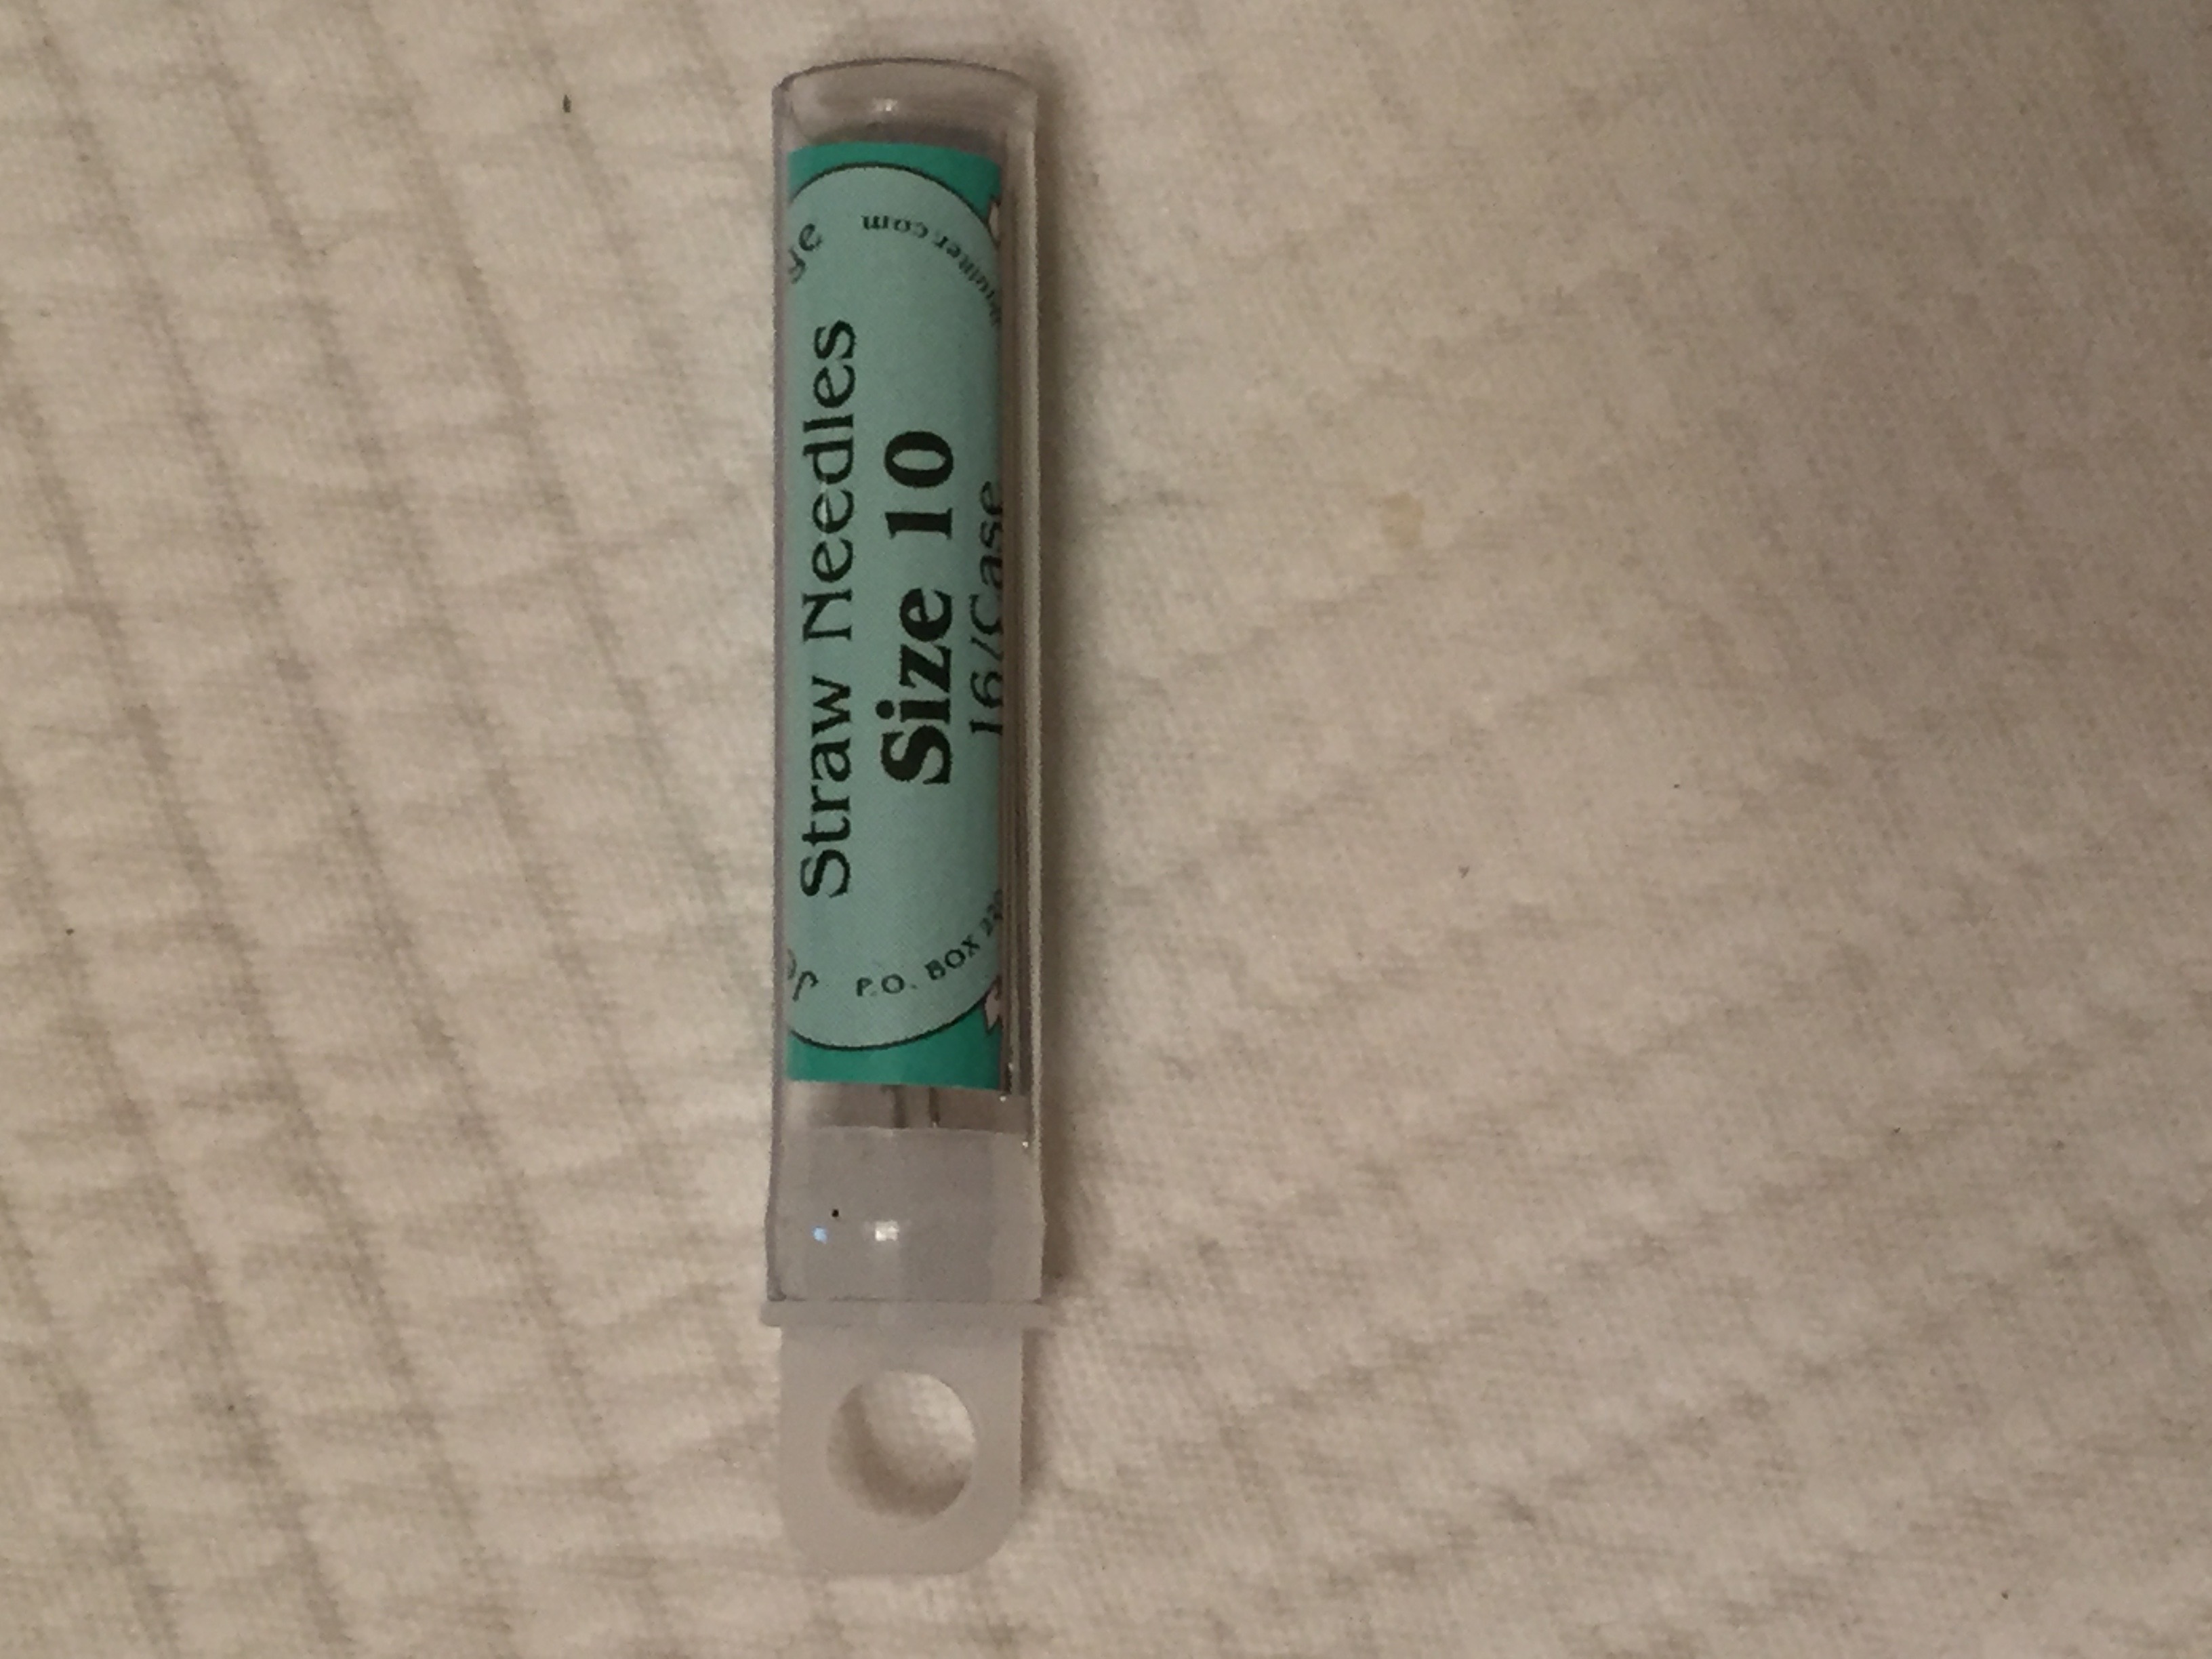 Straw Needles
Size 10
16/Case
P.O. BOX